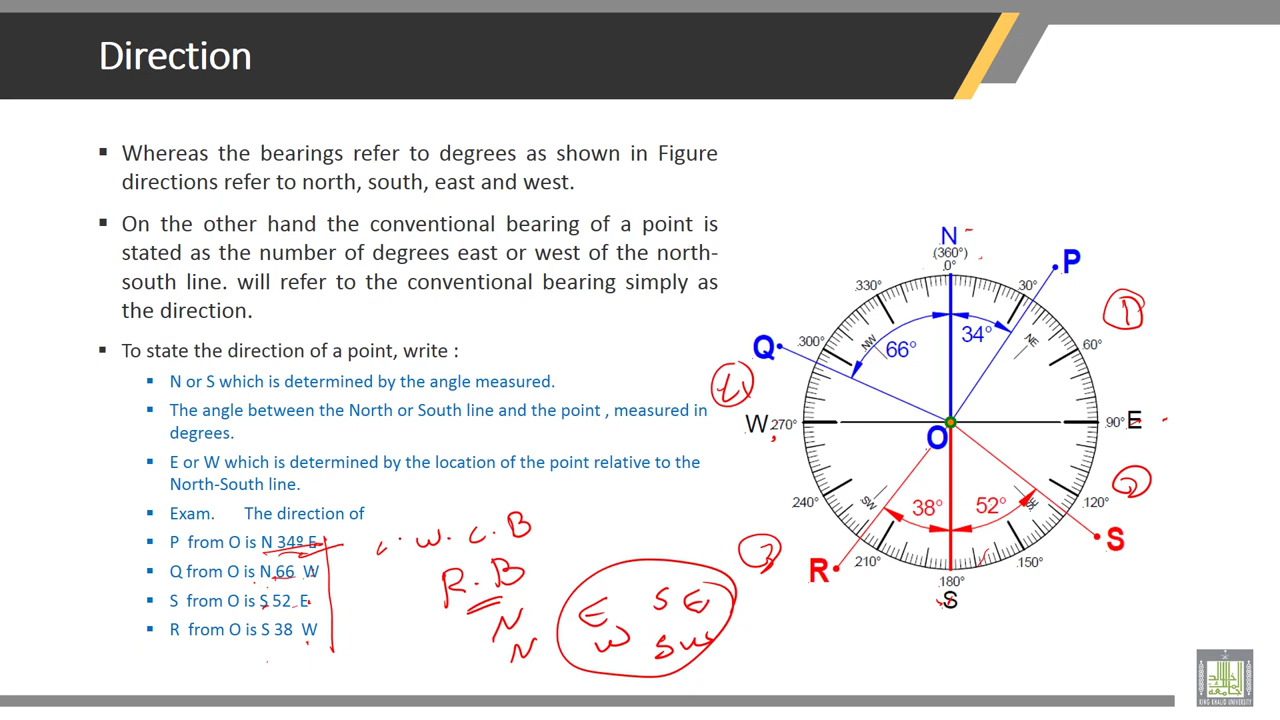 Direction
▪ Whereas the bearings refer to degrees as shown in Figure
directions refer to north, south, east and west.
▪ On the other hand the conventional bearing of a point is
stated as the number of degrees east or west of the north-
south line. will refer to the conventional bearing simply as
the direction.
▪ To state the direction of a point, write :
▪ N or S which is determined by the angle measured.
▪ The angle between the North or South line and the point , measured in
degrees.
▪ E or W which is determined by the location of the point relative to the
North-South line.
▪ Exam. The direction of
▪ P from O is N 34º E
▪ Q from O is N 66 W
▪ S from O is S 52 E
▪ R from O is S 38 W
W. C. B
R. B
N E S E
N W S W
N
(360°)
0°
30°
60°
90°
120°
150°
180°
210°
240°
270°
300°
330°
NE
SW
NW
P
Q
R
S
O
E
W
S
34°
66°
38°
52°
1
2
3
4
KING KHALID UNIVERSITY